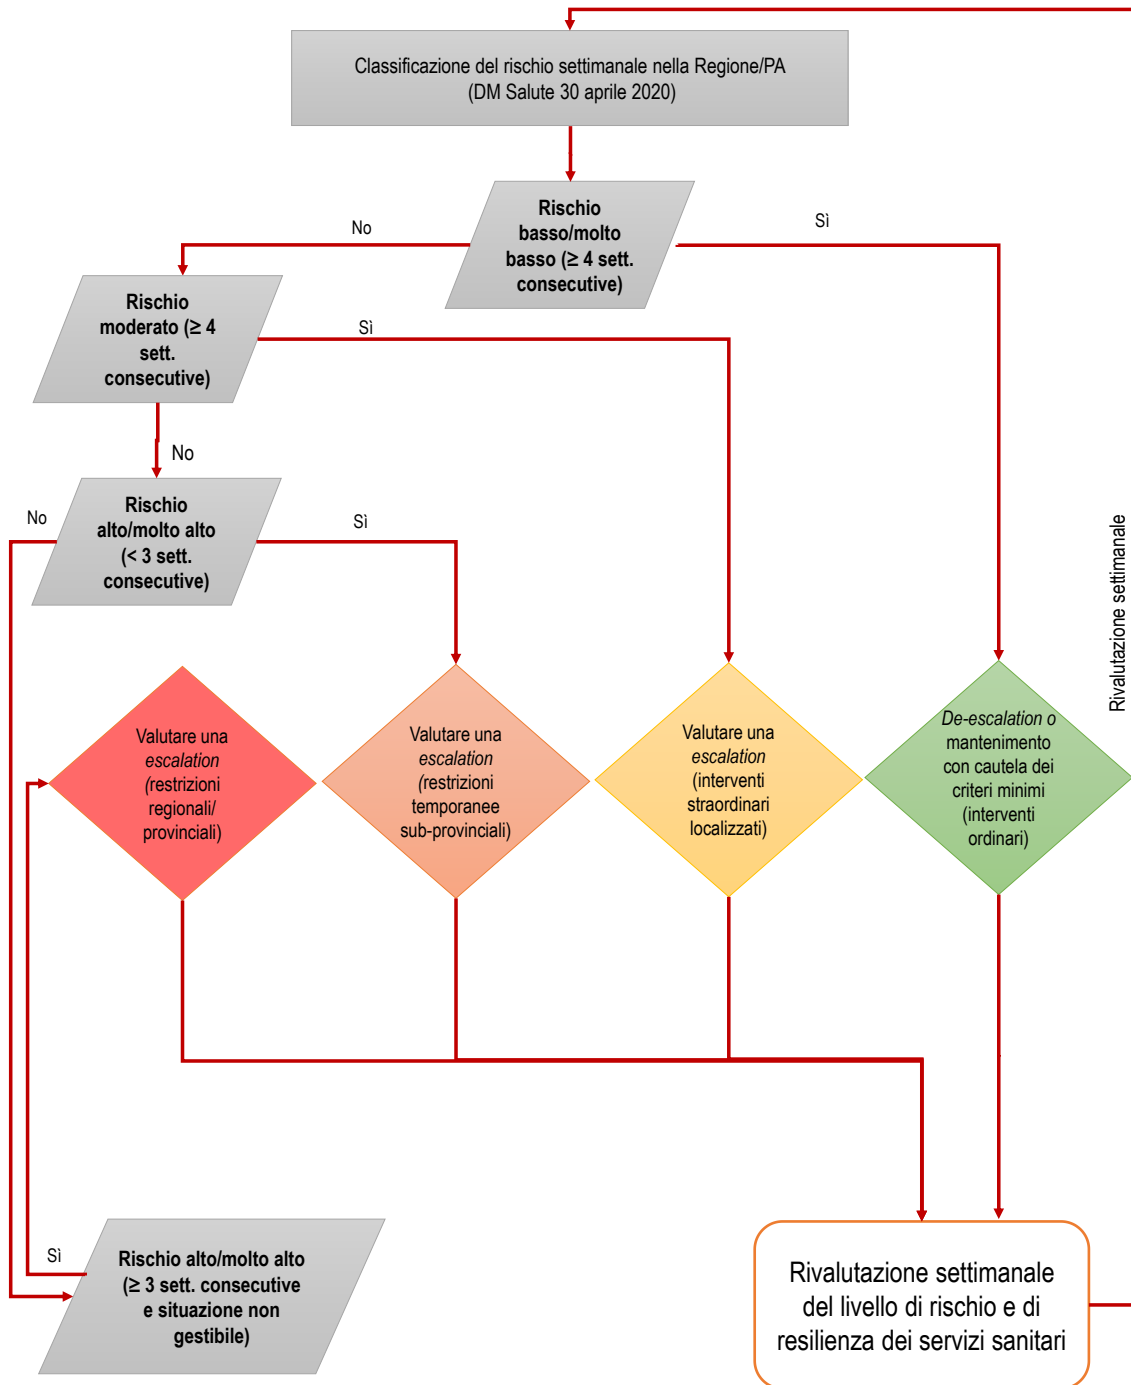 Classificazione del rischio settimanale nella Regione/PA
(DM Salute 30 aprile 2020)
Rischio
basso/molto
basso (≥ 4 sett.
consecutive)
No
Sì
Rischio
moderato (≥ 4
sett.
consecutive)
Sì
No
Rischio
alto/molto alto
(< 3 sett.
consecutive)
No
Sì
Rivalutazione settimanale
Valutare una
escalation
(restrizioni
regionali/
provinciali)
Valutare una
escalation
(restrizioni
temporanee
sub-provinciali)
Valutare una
escalation
(interventi
straordinari
localizzati)
De-escalation o
mantenimento
con cautela dei
criteri minimi
(interventi
ordinari)
Sì
Rischio alto/molto alto
(≥ 3 sett. consecutive
e situazione non
gestibile)
Rivalutazione settimanale
del livello di rischio e di
resilienza dei servizi sanitari